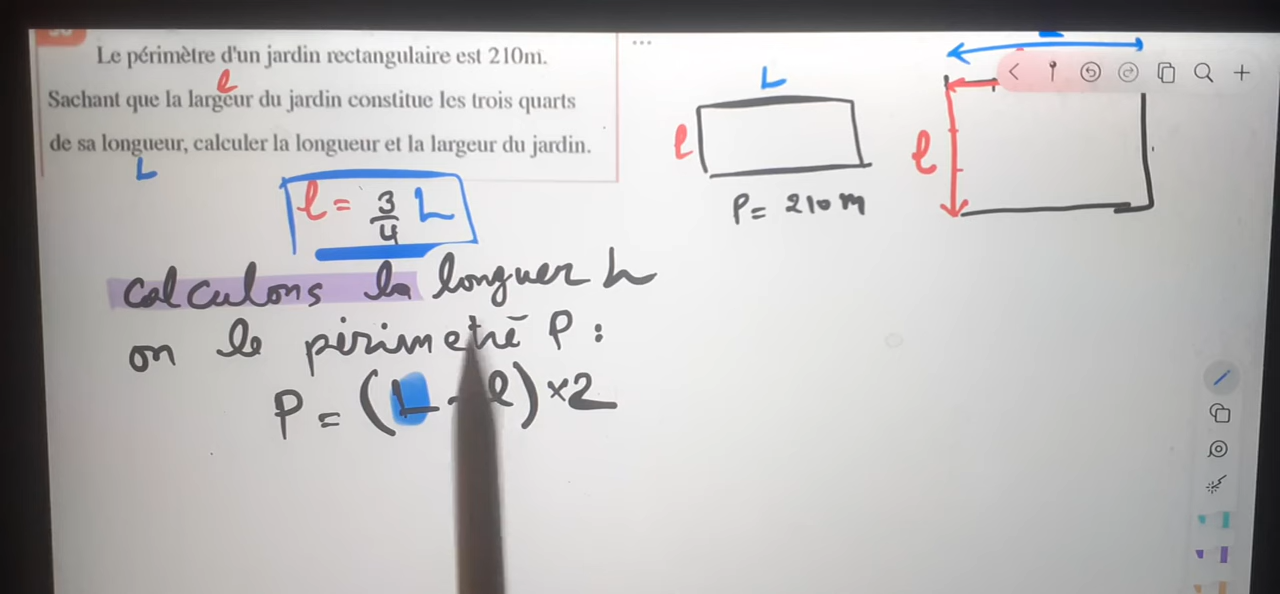 Le périmètre d'un jardin rectangulaire est 210m.
l
Sachant que la largeur du jardin constitue les trois quarts
de sa longueur, calculer la longueur et la largeur du jardin.
L
l = 3/4 L
calculons la longuer L
on le périmetré P :
P = (L l) ×2
L
l
P = 210 m
l